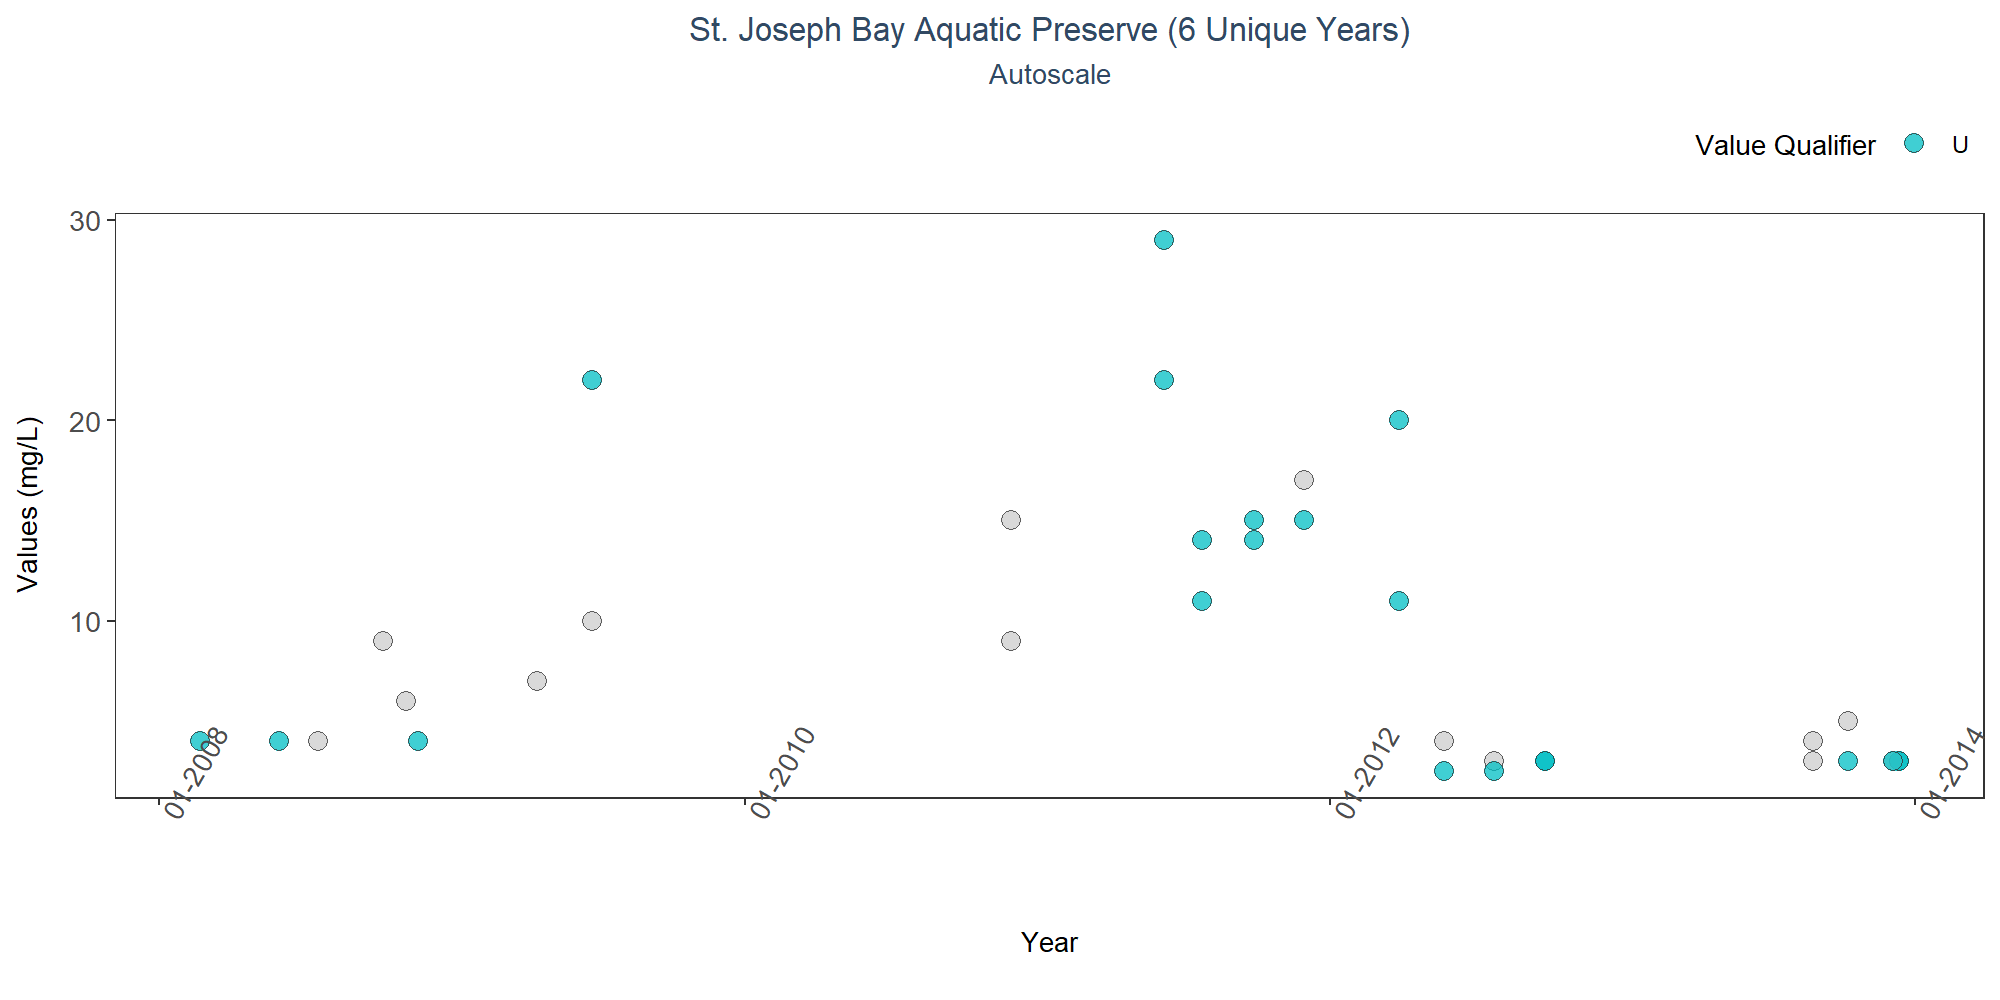 St. Joseph Bay Aquatic Preserve (6 Unique Years)
Autoscale
Value Qualifier U
30
20
10
Values (mg/L)
01-2008
01-2010
01-2012
01-2014
Year